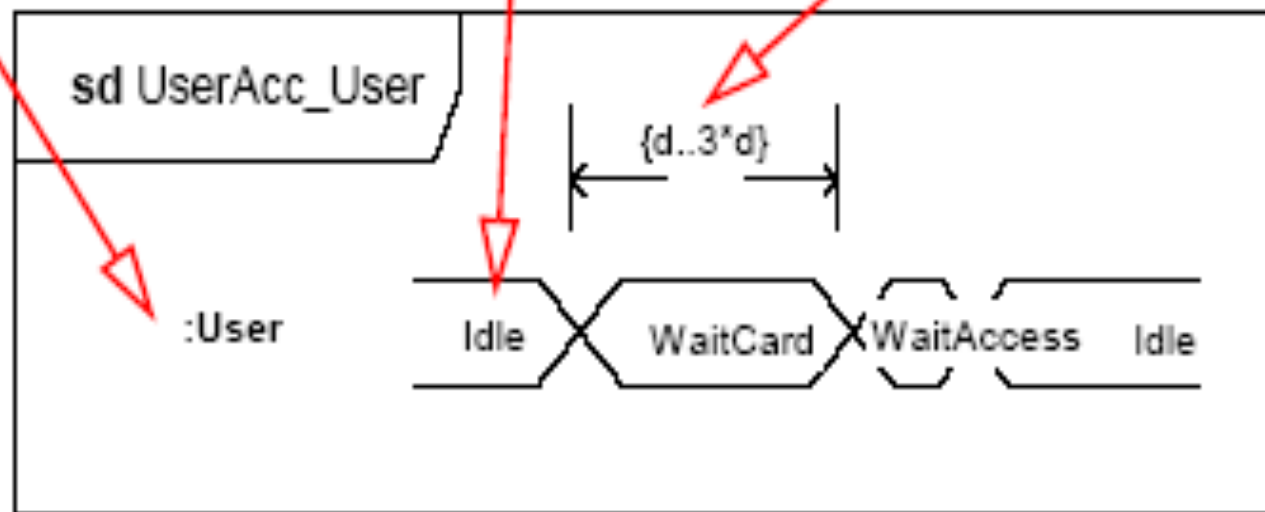 sd UserAcc_User
{d..3*d}
:User
Idle
WaitCard
WaitAccess
Idle